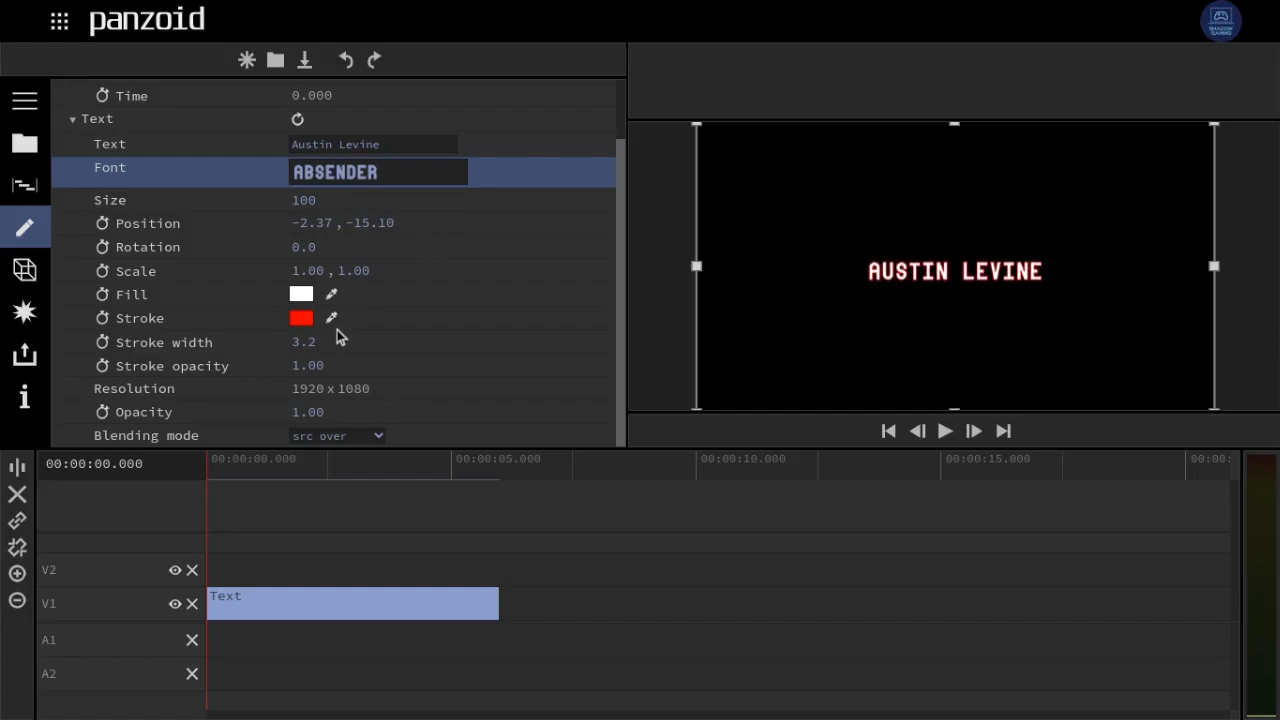 panzoid
SHADOW
GAMING
Time 0.000
Text
Text Austin Levine
Font ABSENDER
Size 100
Position -2.37 , -15.10
Rotation 0.0
Scale 1.00 , 1.00
Fill
Stroke
Stroke width 3.2
Stroke opacity 1.00
Resolution 1920 x 1080
Opacity 1.00
Blending mode src over
AUSTIN LEVINE
00:00:00.000 00:00:00.000 00:00:05.000 00:00:10.000 00:00:15.000 00:00:
V2
V1 Text
A1
A2